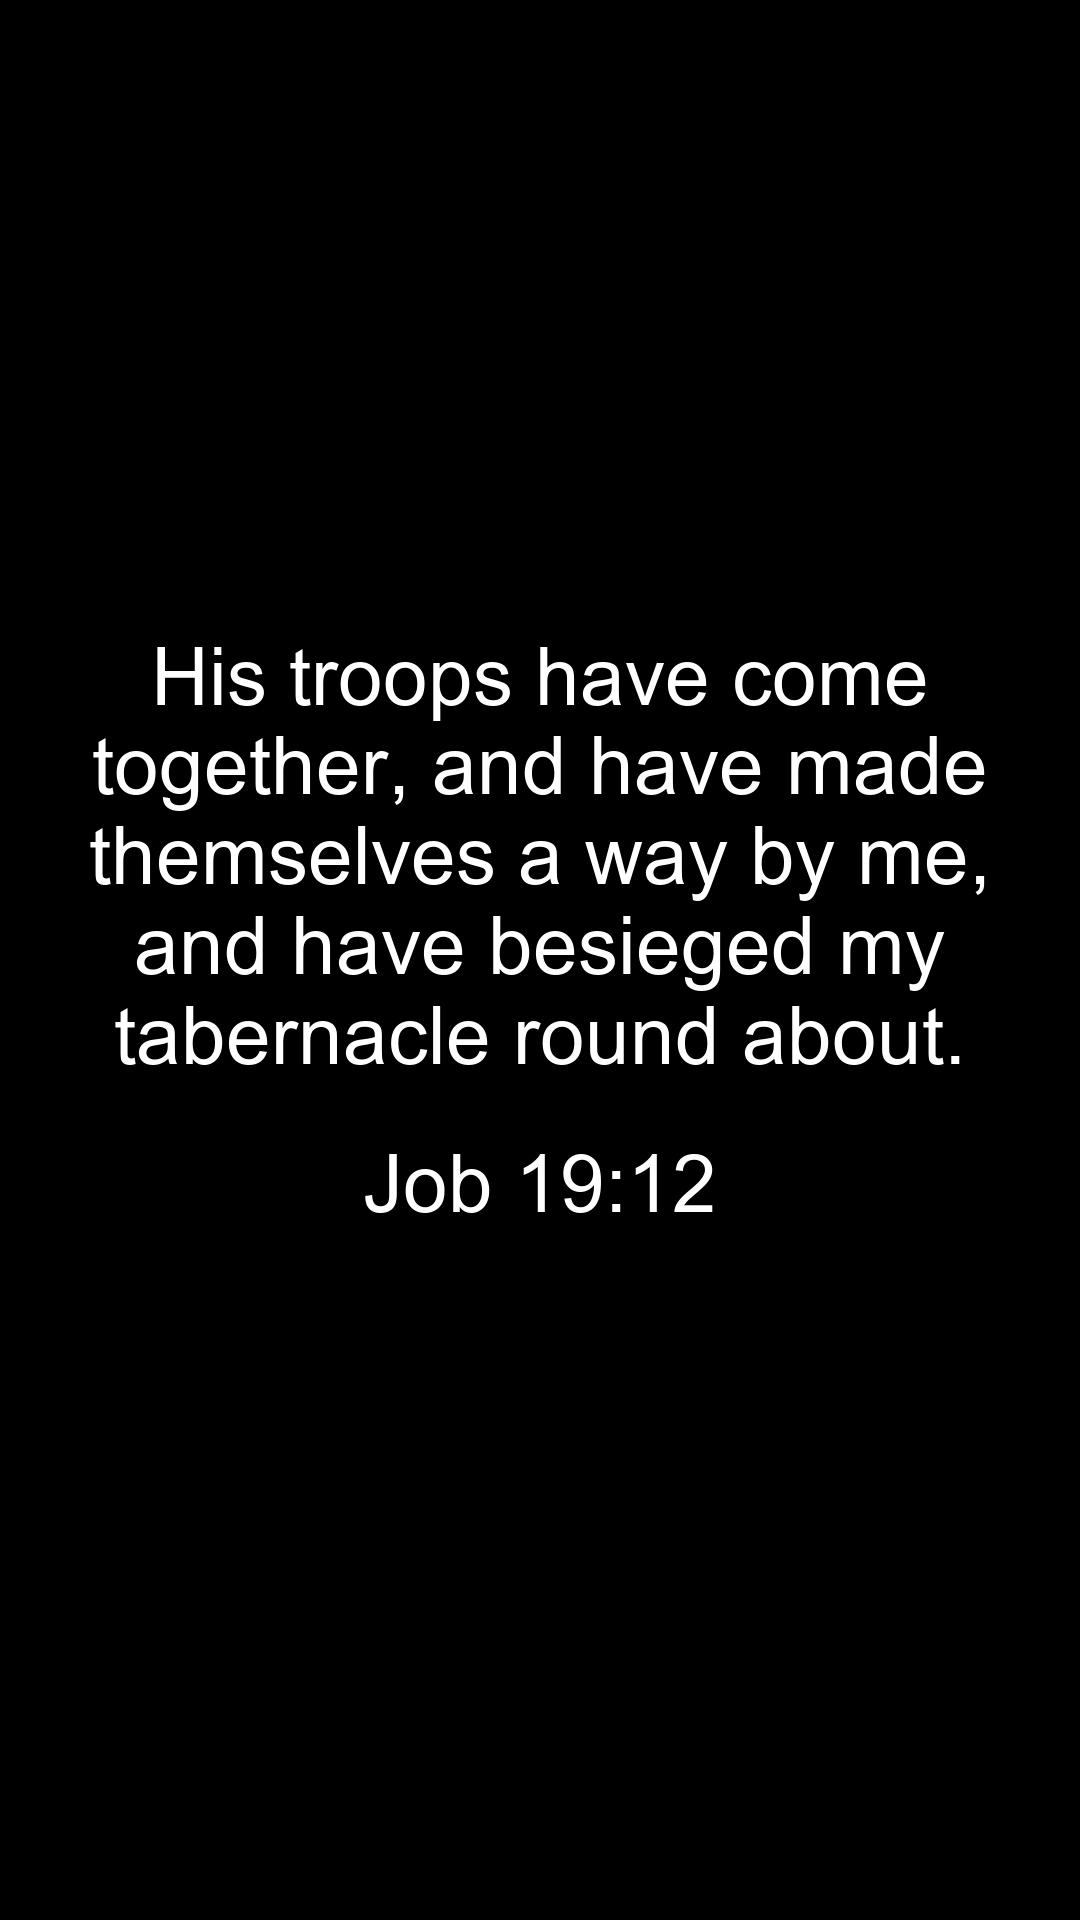 His troops have come
together, and have made
themselves a way by me,
and have besieged my
tabernacle round about.
Job 19:12